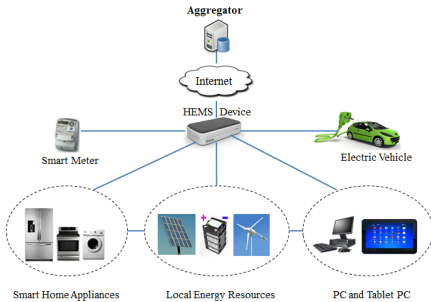 Aggregator
Internet
HEMS Device
Smart Meter
Electric Vehicle
+ -
Smart Home Appliances
Local Energy Resources
PC and Tablet PC